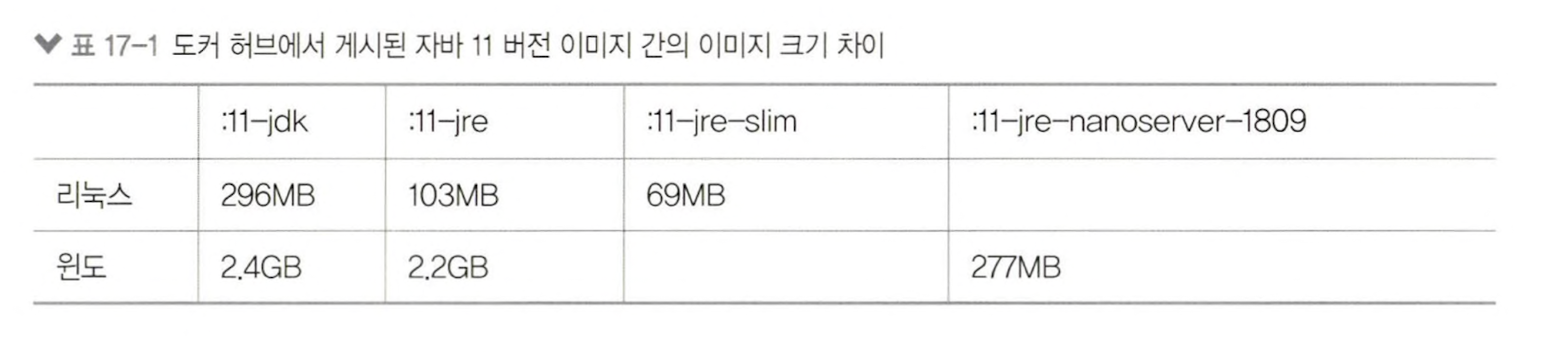 표 17-1 도커 허브에서 게시된 자바 11 버전 이미지 간의 이미지 크기 차이
:11-jdk :11-jre :11-jre-slim :11-jre-nanoserver-1809
리눅스 296MB 103MB 69MB
윈도 2.4GB 2.2GB 277MB